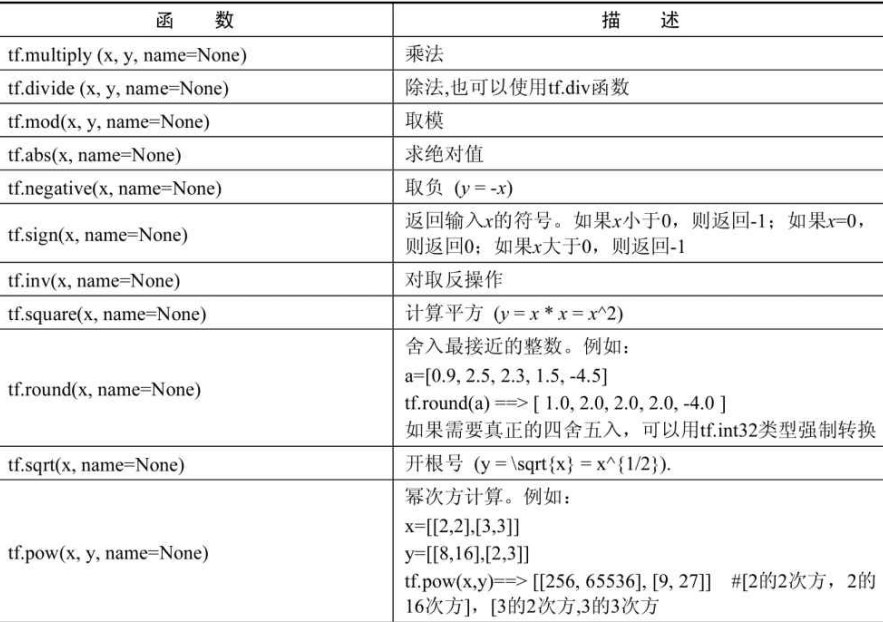 函 数 描 述
tf.multiply (x, y, name=None) 乘法
tf.divide (x, y, name=None) 除法,也可以使用tf.div函数
tf.mod(x, y, name=None) 取模
tf.abs(x, name=None) 求绝对值
tf.negative(x, name=None) 取负 (y = -x)
tf.sign(x, name=None)
返回输入x的符号。如果x小于0，则返回-1；如果x=0，
则返回0；如果x大于0，则返回-1
tf.inv(x, name=None) 对取反操作
tf.square(x, name=None) 计算平方 (y = x * x = x^2)
tf.round(x, name=None)
舍入最接近的整数。例如：
a=[0.9, 2.5, 2.3, 1.5, -4.5]
tf.round(a) ==> [ 1.0, 2.0, 2.0, 2.0, -4.0 ]
如果需要真正的四舍五入，可以用tf.int32类型强制转换
tf.sqrt(x, name=None) 开根号 (y = \sqrt{x} = x^{1/2}).
tf.pow(x, y, name=None)
幂次方计算。例如：
x=[[2,2],[3,3]]
y=[[8,16],[2,3]]
tf.pow(x,y)==> [[256, 65536], [9, 27]] #[2的2次方，2的
16次方]，[3的2次方,3的3次方